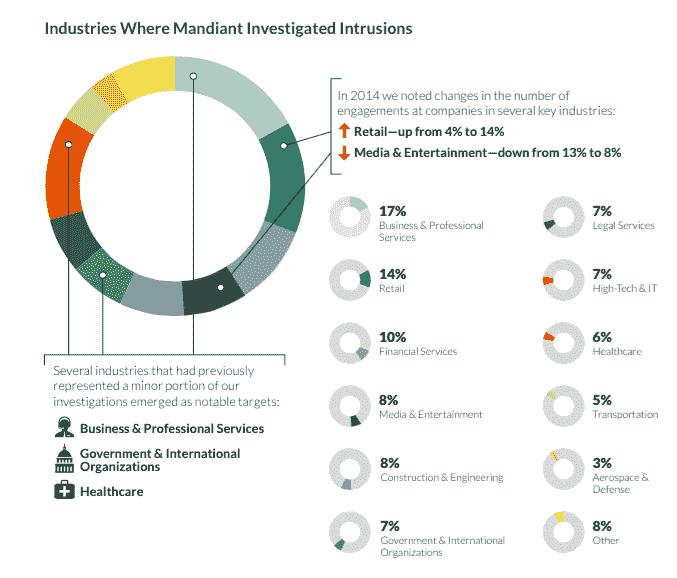 Industries Where Mandiant Investigated Intrusions
In 2014 we noted changes in the number of
engagements at companies in several key industries:
Retail—up from 4% to 14%
Media & Entertainment—down from 13% to 8%
Several industries that had previously
represented a minor portion of our
investigations emerged as notable targets:
Business & Professional Services
Government & International
Organizations
Healthcare
17%
Business & Professional
Services
14%
Retail
10%
Financial Services
8%
Media & Entertainment
8%
Construction & Engineering
7%
Government & International
Organizations
7%
Legal Services
7%
High-Tech & IT
6%
Healthcare
5%
Transportation
3%
Aerospace &
Defense
8%
Other